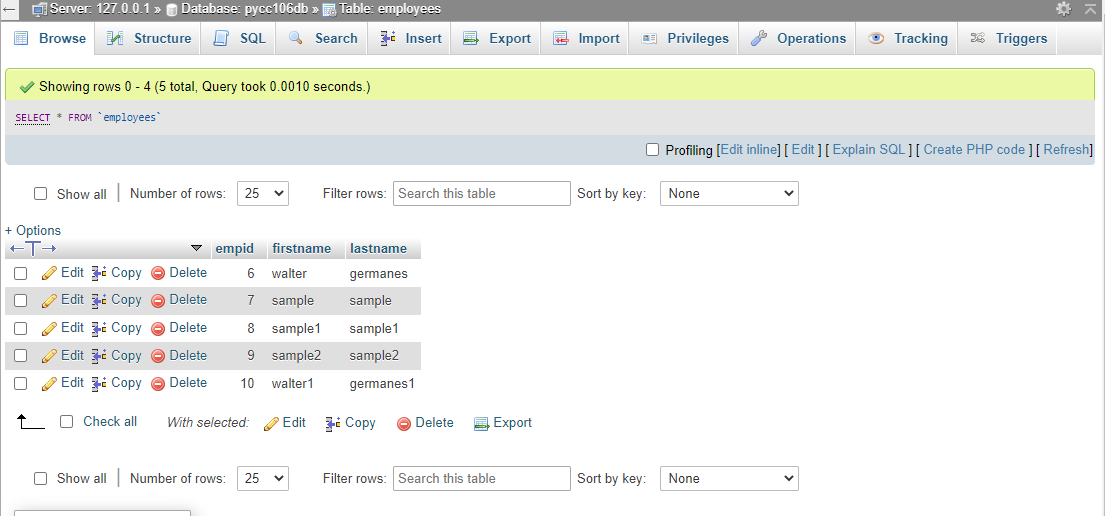 Server: 127.0.0.1 » Database: pycc106db » Table: employees
Browse Structure SQL Search Insert Export Import Privileges Operations Tracking Triggers
Showing rows 0 - 4 (5 total, Query took 0.0010 seconds.)
SELECT * FROM `employees`
Profiling [Edit inline] [ Edit ] [ Explain SQL ] [ Create PHP code ] [ Refresh]
Show all Number of rows: 25 Filter rows: Search this table Sort by key: None
+ Options
empid firstname lastname
Edit Copy Delete 6 walter germanes
Edit Copy Delete 7 sample sample
Edit Copy Delete 8 sample1 sample1
Edit Copy Delete 9 sample2 sample2
Edit Copy Delete 10 walter1 germanes1
Check all With selected: Edit Copy Delete Export
Show all Number of rows: 25 Filter rows: Search this table Sort by key: None